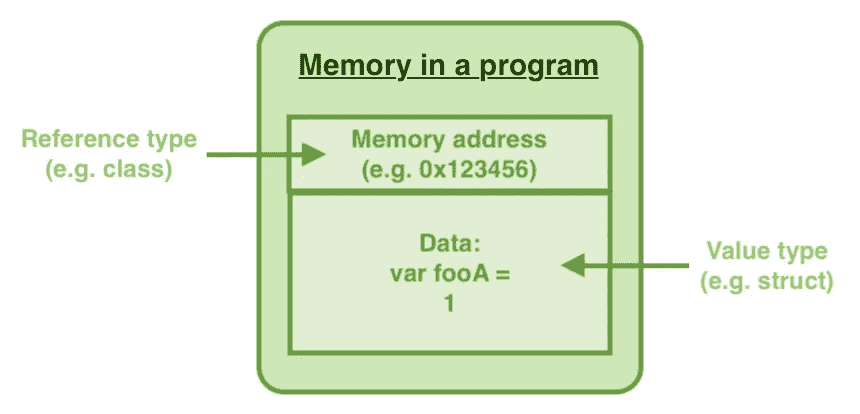 Memory in a program
Reference type
(e.g. class)
Memory address
(e.g. 0x123456)
Data:
var fooA =
1
Value type
(e.g. struct)